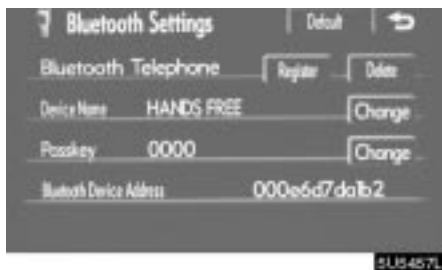 Bluetooth Settings Default
Bluetooth Telephone Register Delete
Device Name HANDS FREE Change
Passkey 0000 Change
Bluetooth Device Address 000e6d7da1b2
5U5457L